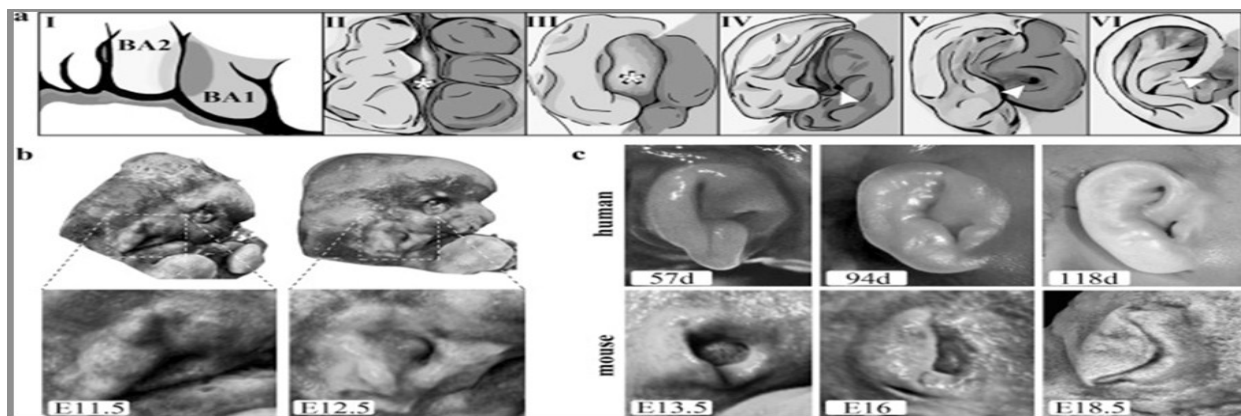 a I II III IV V VI
BA2
BA1
b c
human
57d 94d 118d
mouse
E11.5 E12.5 E13.5 E16 E18.5